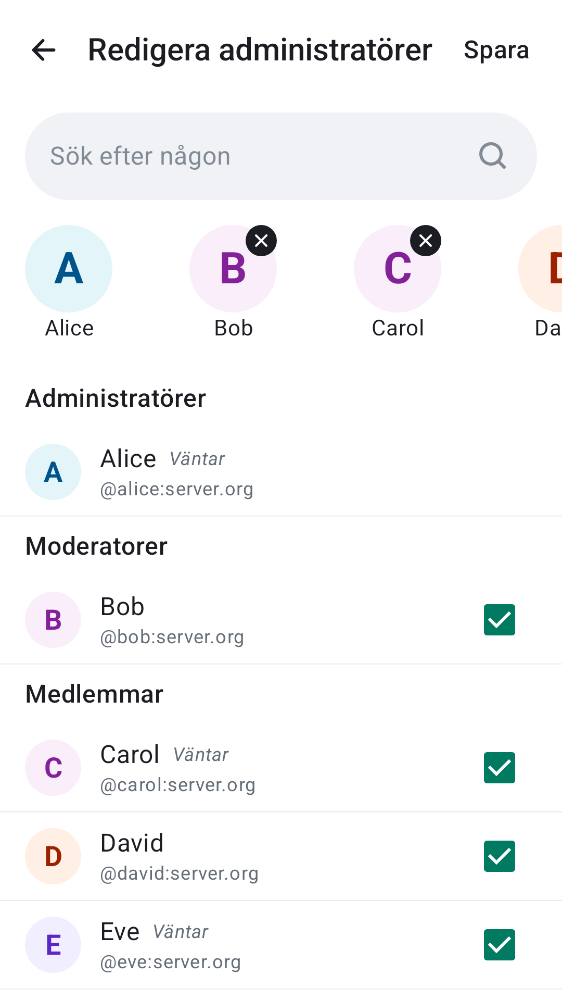 Redigera administratörer Spara
Sök efter någon
A B C
Alice Bob Carol Da
Administratörer
A Alice Väntar
@alice:server.org
Moderatorer
B Bob
@bob:server.org
Medlemmar
C Carol Väntar
@carol:server.org
D David
@david:server.org
E Eve Väntar
@eve:server.org